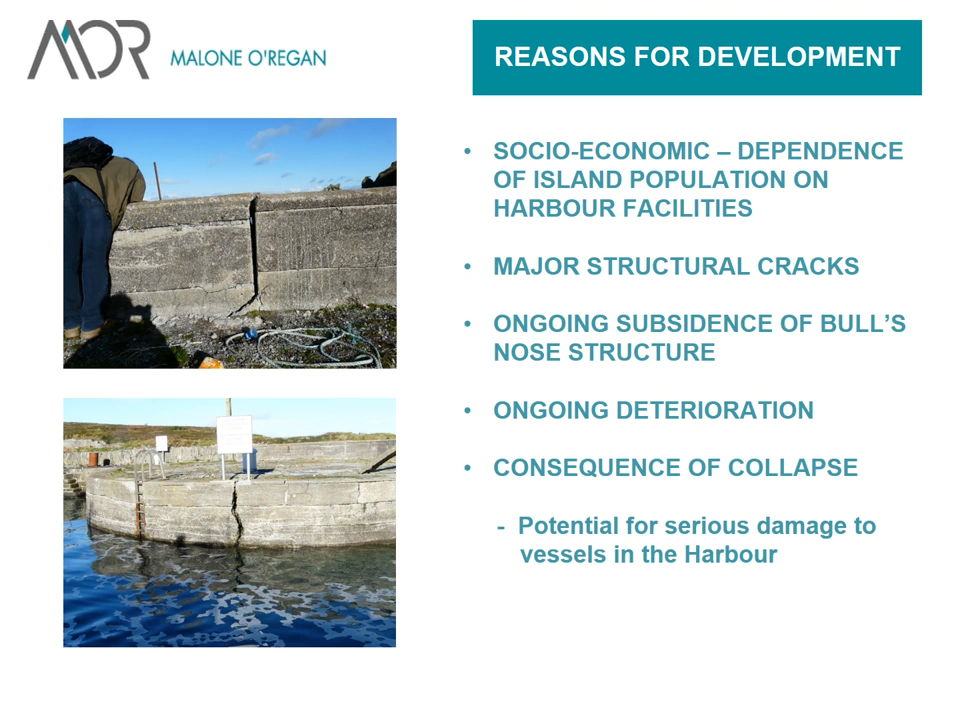 MOR MALONE O'REGAN
REASONS FOR DEVELOPMENT
• SOCIO-ECONOMIC – DEPENDENCE
OF ISLAND POPULATION ON
HARBOUR FACILITIES
• MAJOR STRUCTURAL CRACKS
• ONGOING SUBSIDENCE OF BULL’S
NOSE STRUCTURE
• ONGOING DETERIORATION
• CONSEQUENCE OF COLLAPSE
- Potential for serious damage to
vessels in the Harbour